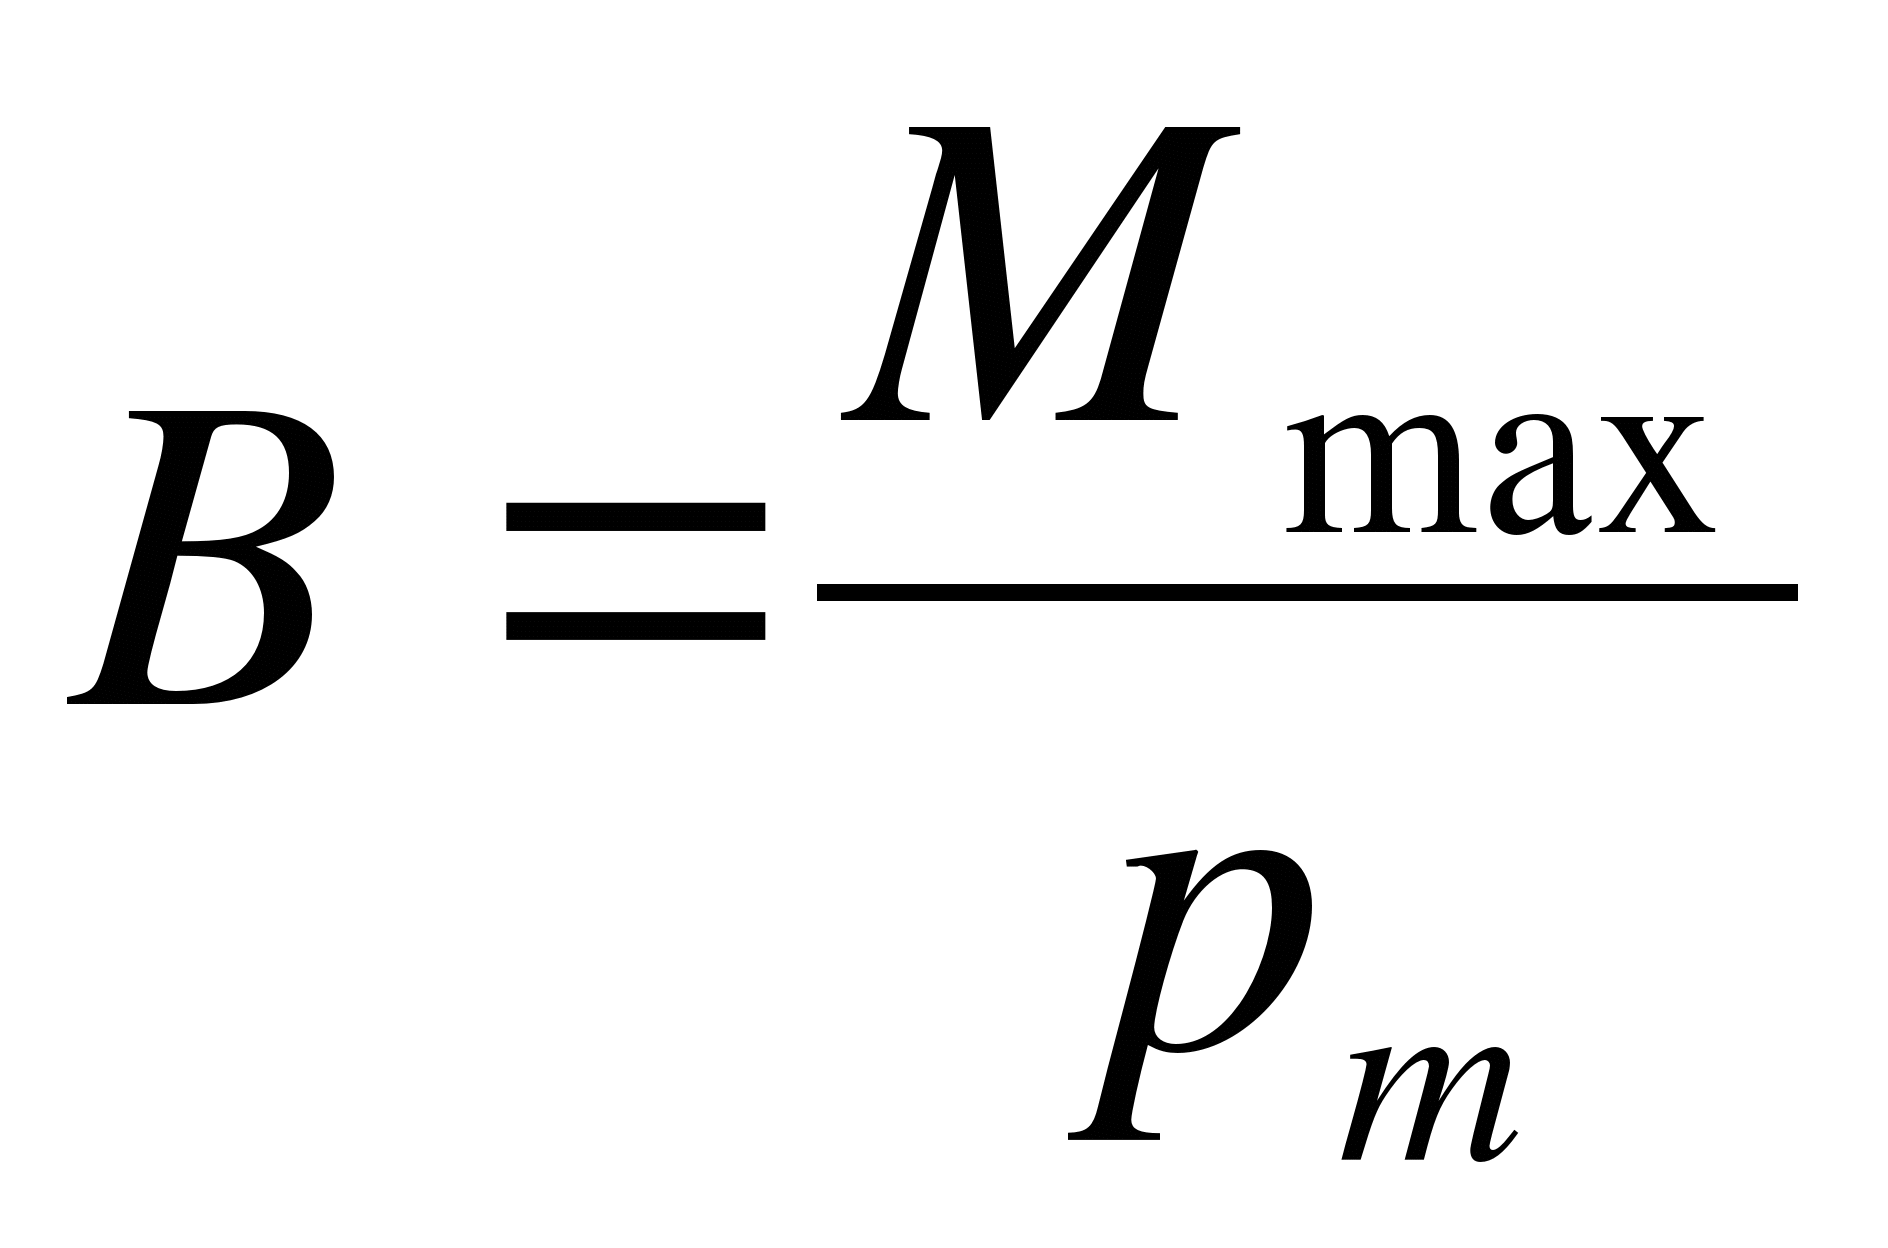 B = M_max / p_m